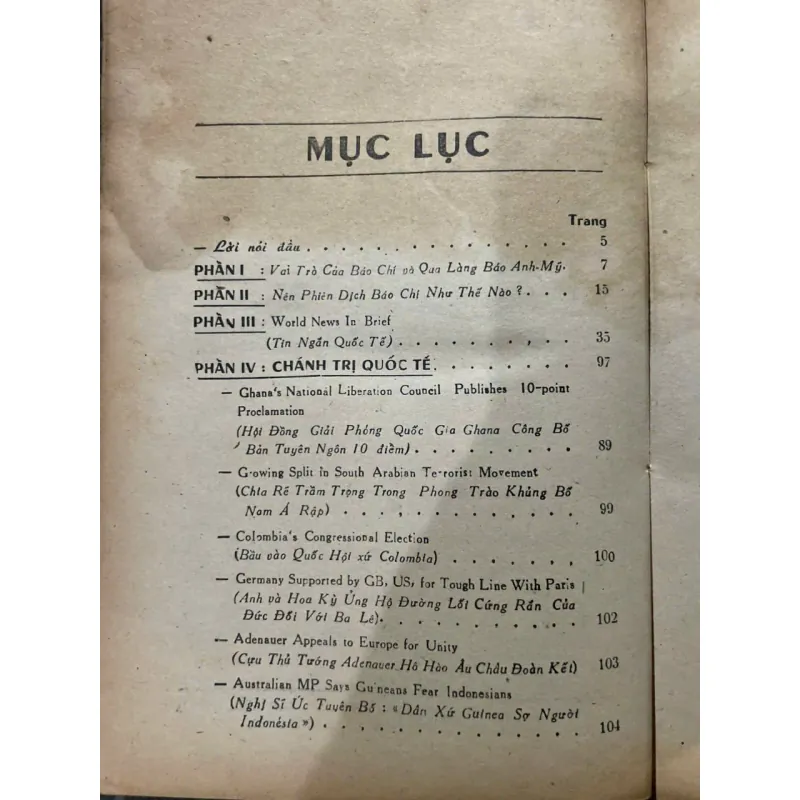 MỤC LỤC
Trang
— Lời nói đầu . . . . . . . . . . . . . . . . 5
PHẦN I : Vai Trò Của Báo Chí và Qua Làng Báo Anh-Mỹ. 7
PHẦN II : Nên Phiên Dịch Báo Chí Như Thế Nào ? . . . 15
PHẦN III : World News In Brief
(Tin Ngắn Quốc Tế) . . . . . . . . . . , . . 35
PHẦN IV : CHÁNH TRỊ QUỐC TẾ. . . . . . . . . 97
— Ghana's National Liberation Council Publishes 10-point
Proclamation
(Hội Đồng Giải Phóng Quốc Gia Ghana Công Bố
Bản Tuyên Ngôn 10 điểm) . . . . . . . . . . 89
— Growing Split in South Arabian Terrorist Movement
(Chia Rẽ Trầm Trọng Trong Phong Trào Khủng Bố
Nam Á Rập) . . . . , . . . . . . . . . 99
— Colombia's Congressional Election
(Bầu vào Quốc Hội xứ Colombia) . . . . . . , , 100
— Germany Supported by GB, US, for Tough Line With Paris
(Anh và Hoa Kỳ Ủng Hộ Đường Lối Cứng Rắn Của
Đức Đối Với Ba Lê). . . . . . . . . . . . 102
— Adenauer Appeals to Europe for Unity
(Cựu Thủ Tướng Adenauer Hô Hào Âu Châu Đoàn Kết) 103
— Australian MP Says Guineans Fear Indonesians
(Nghị Sĩ Úc Tuyên Bố : « Dân Xứ Guinea Sợ Người
Indonésia ») . . . . . . . . . . . . . . . 104